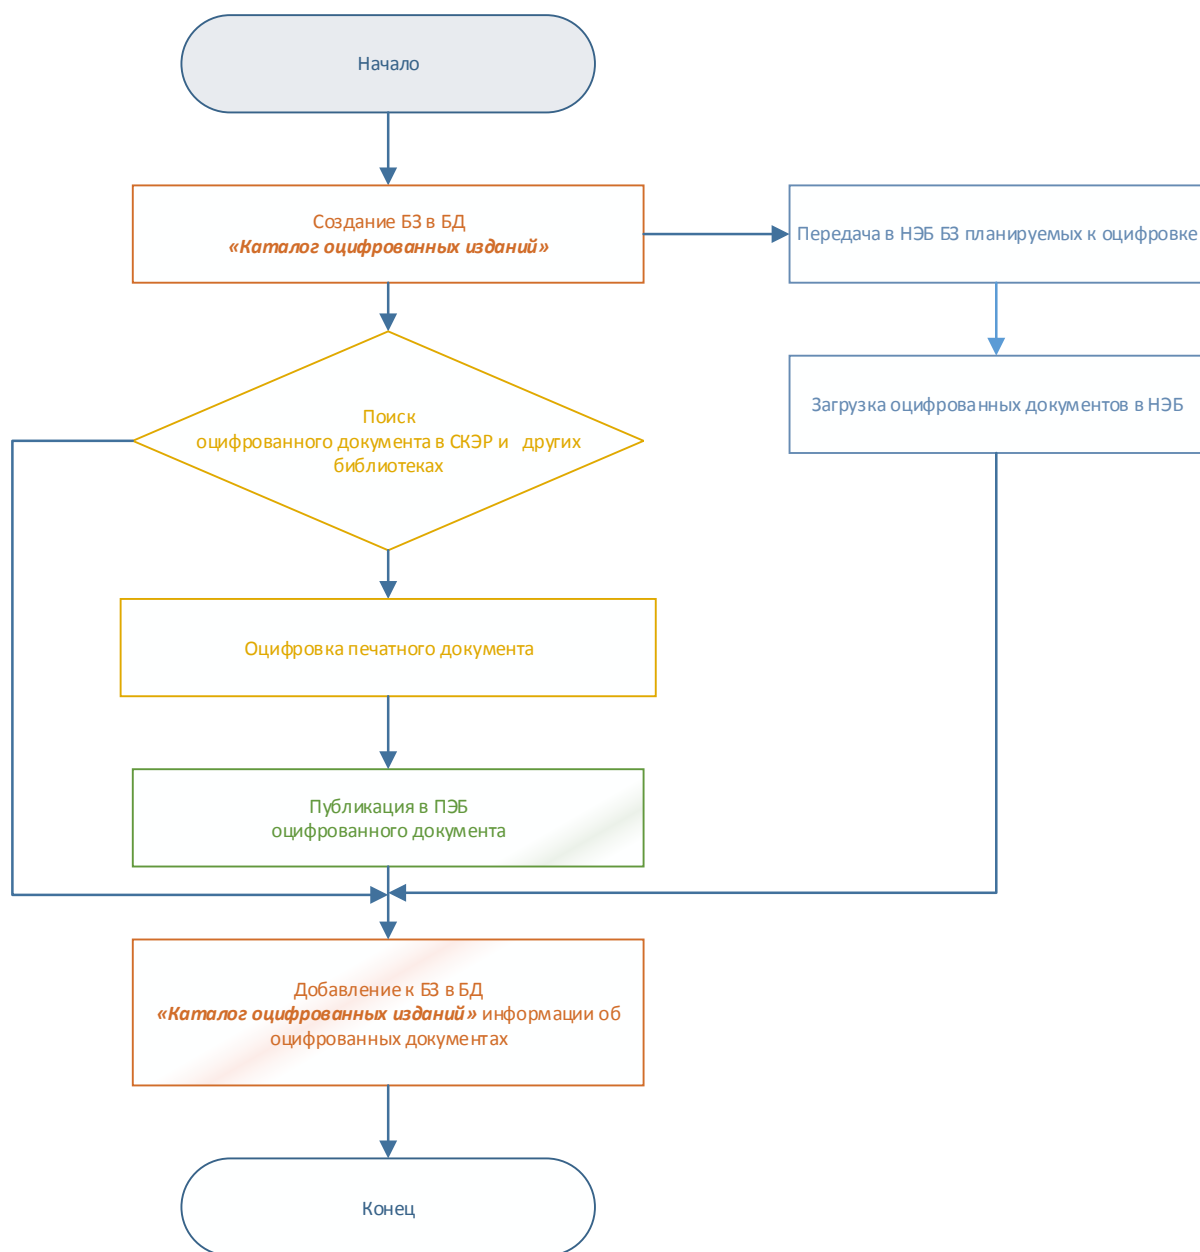 Начало
Создание БЗ в БД
«Каталог оцифрованных изданий»
Передача в НЭБ БЗ планируемых к оцифровке
Загрузка оцифрованных документов в НЭБ
Поиск
оцифрованного документа в СКЭР и других
библиотеках
Оцифровка печатного документа
Публикация в ПЭБ
оцифрованного документа
Добавление к БЗ в БД
«Каталог оцифрованных изданий» информации об
оцифрованных документах
Конец